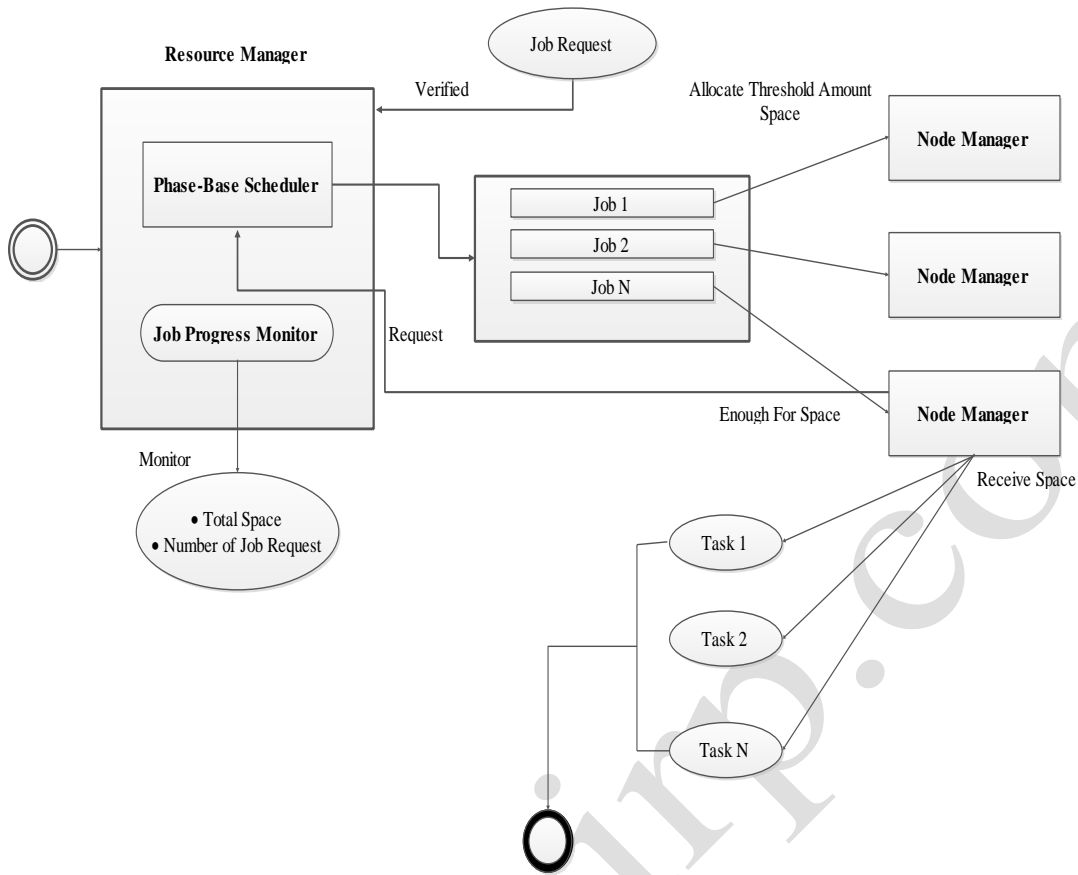 Job Request
Resource Manager
Verified
Allocate Threshold Amount
Space
Node Manager
Phase-Base Scheduler
Job 1
Job 2
Job N
Node Manager
Job Progress Monitor
Request
Enough For Space
Node Manager
Monitor
Receive Space
• Total Space
• Number of Job Request
Task 1
Task 2
Task N